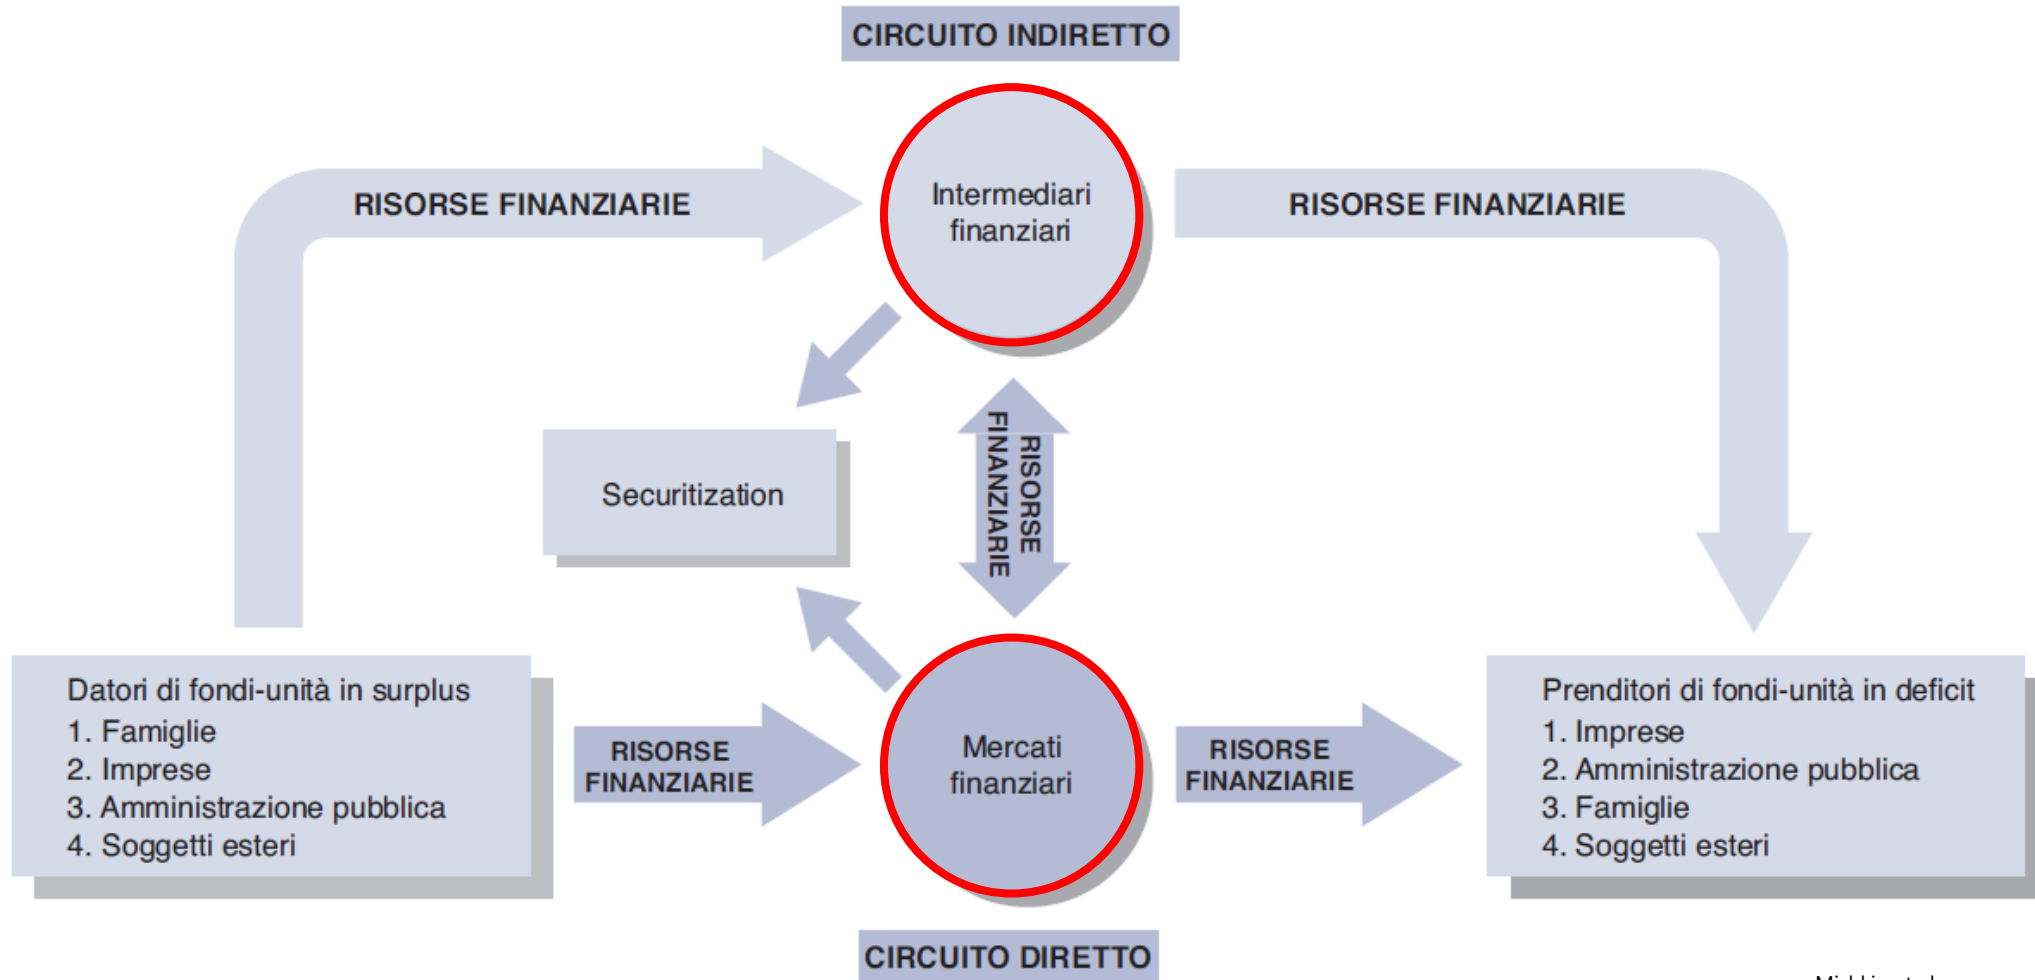 CIRCUITO INDIRETTO
Intermediari
finanziari
RISORSE FINANZIARIE
RISORSE FINANZIARIE
RISORSE
FINANZIARIE
Securitization
Datori di fondi-unità in surplus
1. Famiglie
2. Imprese
3. Amministrazione pubblica
4. Soggetti esteri
RISORSE
FINANZIARIE
Mercati
finanziari
RISORSE
FINANZIARIE
Prenditori di fondi-unità in deficit
1. Imprese
2. Amministrazione pubblica
3. Famiglie
4. Soggetti esteri
CIRCUITO DIRETTO